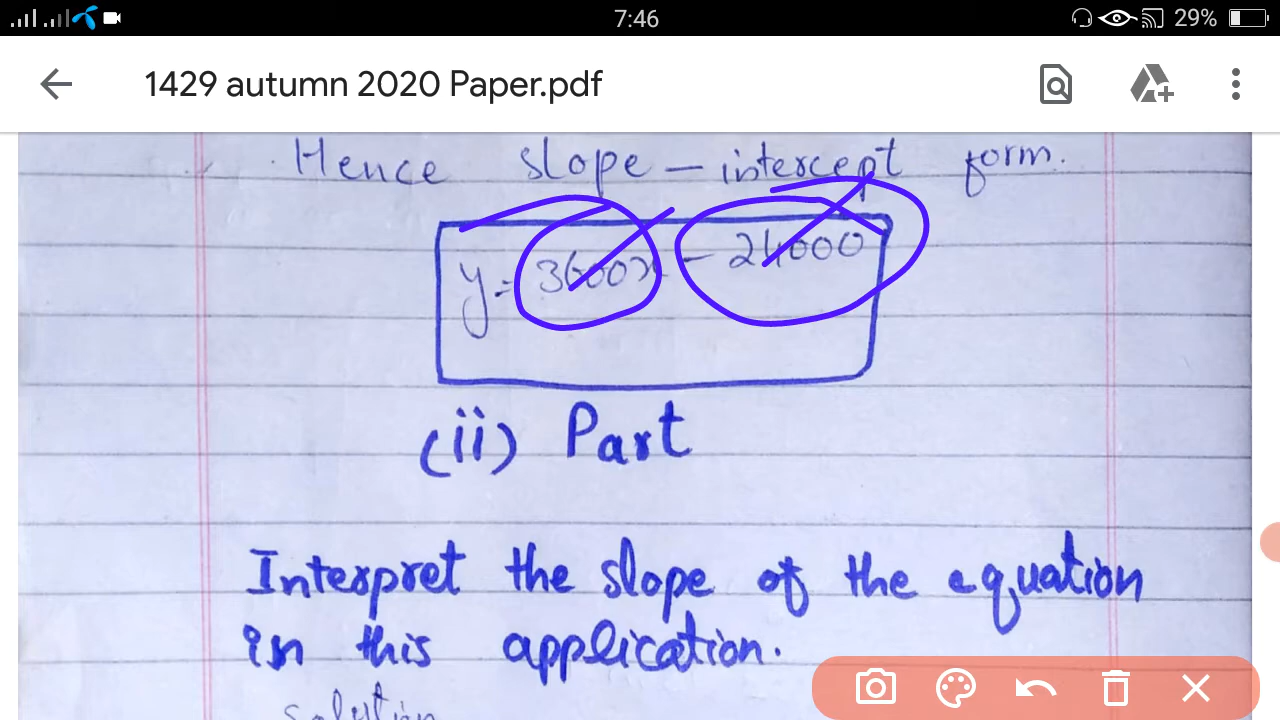 7:46
29%
1429 autumn 2020 Paper.pdf
Hence slope - intercept form.
y = 3600x - 24000
(ii) Part
Interpret the slope of the equation
in this application.
solution